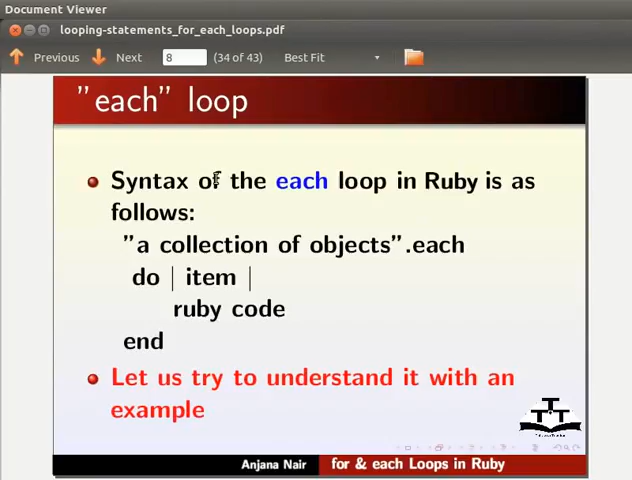 Document Viewer
looping-statements_for_each_loops.pdf
Previous Next 8 (34 of 43) Best Fit
"each" loop
Syntax of the each loop in Ruby is as
follows:
"a collection of objects".each
do | item |
ruby code
end
Let us try to understand it with an
example
Anjana Nair for & each Loops in Ruby